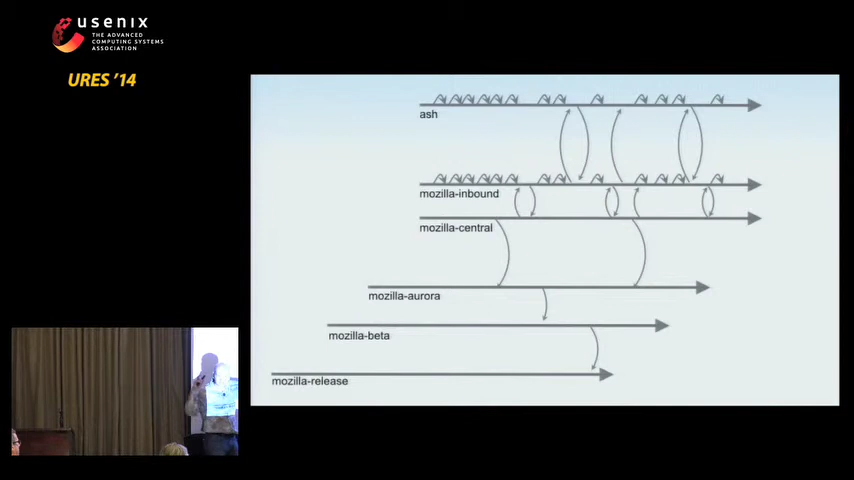 usenix
THE ADVANCED
COMPUTING SYSTEMS
ASSOCIATION
URES '14
ash
mozilla-inbound
mozilla-central
mozilla-aurora
mozilla-beta
mozilla-release